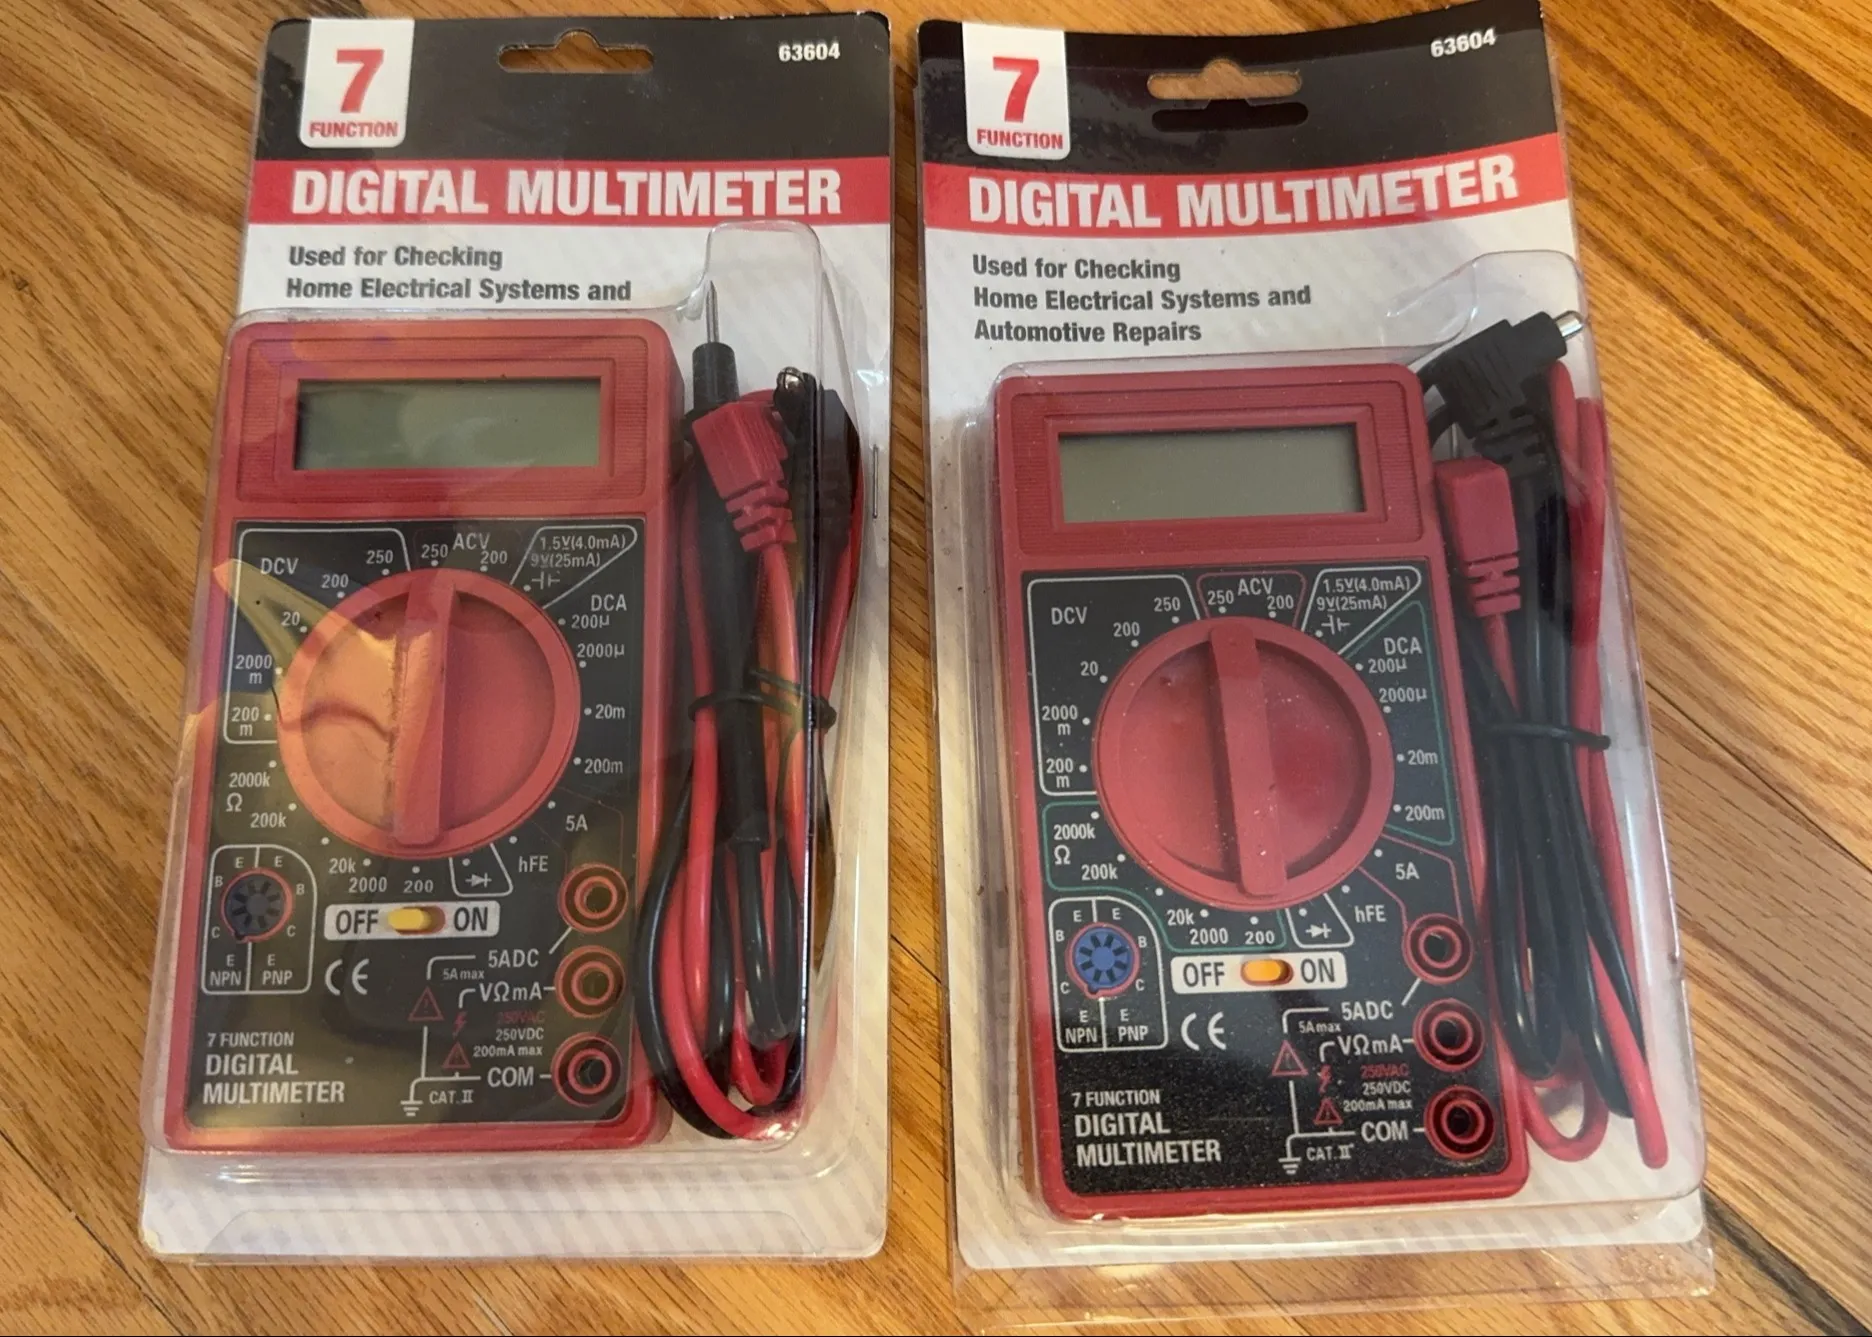 7
FUNCTION
63604
DIGITAL MULTIMETER
Used for Checking
Home Electrical Systems and
DCV
250
200
20
2000
m
200
m
ACV
250
200
1.5V(4.0mA)
9V(25mA)
DCA
200μ
2000μ
20m
200m
5A
hFE
2000k
Ω
200k
20k
2000
200
OFF ON
E E
B B
C C
E E
NPN PNP
CE
5ADC
5A max
VΩmA
250VAC
250VDC
200mA max
COM
CAT. II
7 FUNCTION
DIGITAL
MULTIMETER
7
FUNCTION
63604
DIGITAL MULTIMETER
Used for Checking
Home Electrical Systems and
Automotive Repairs
DCV
250
200
20
2000
m
200
m
ACV
250
200
1.5V(4.0mA)
9V(25mA)
DCA
200μ
2000μ
20m
200m
5A
hFE
2000k
Ω
200k
20k
2000
200
OFF ON
E E
B B
C C
E E
NPN PNP
CE
5ADC
5A max
VΩmA
250VAC
250VDC
200mA max
COM
CAT. II
7 FUNCTION
DIGITAL
MULTIMETER